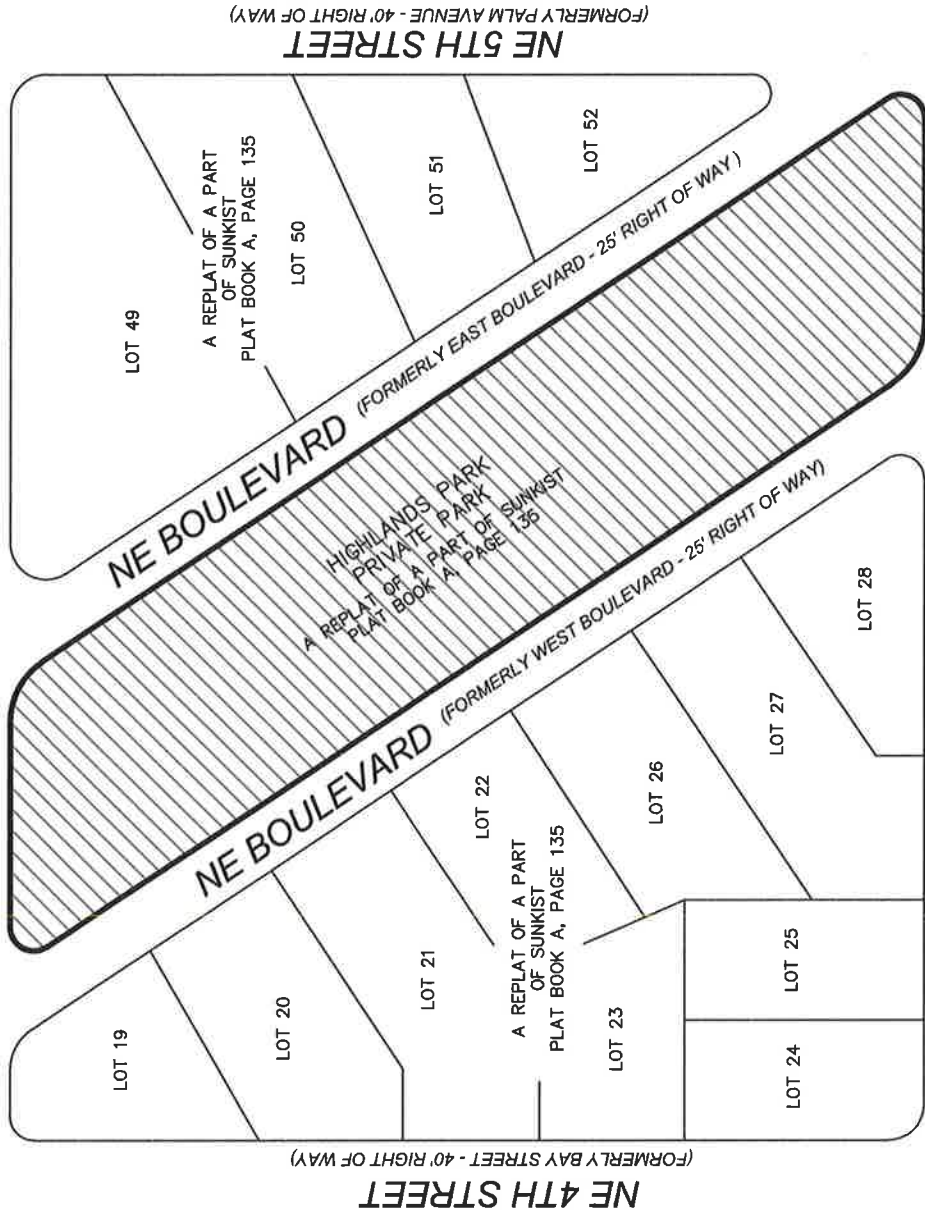 (FORMERLY PALM AVENUE - 40' RIGHT OF WAY)
NE 5TH STREET
LOT 49
A REPLAT OF A PART
OF SUNKIST
PLAT BOOK A, PAGE 135
LOT 50
LOT 51
LOT 52
NE BOULEVARD (FORMERLY EAST BOULEVARD - 25' RIGHT OF WAY )
HIGHLANDS PARK
PRIVATE PARK
A REPLAT OF A PART OF SUNKIST
PLAT BOOK A, PAGE 136
NE BOULEVARD (FORMERLY WEST BOULEVARD - 25' RIGHT OF WAY)
LOT 19
LOT 20
LOT 21
LOT 22
A REPLAT OF A PART
OF SUNKIST
PLAT BOOK A, PAGE 135
LOT 23
LOT 24
LOT 25
LOT 26
LOT 27
LOT 28
(FORMERLY BAY STREET - 40' RIGHT OF WAY)
NE 4TH STREET